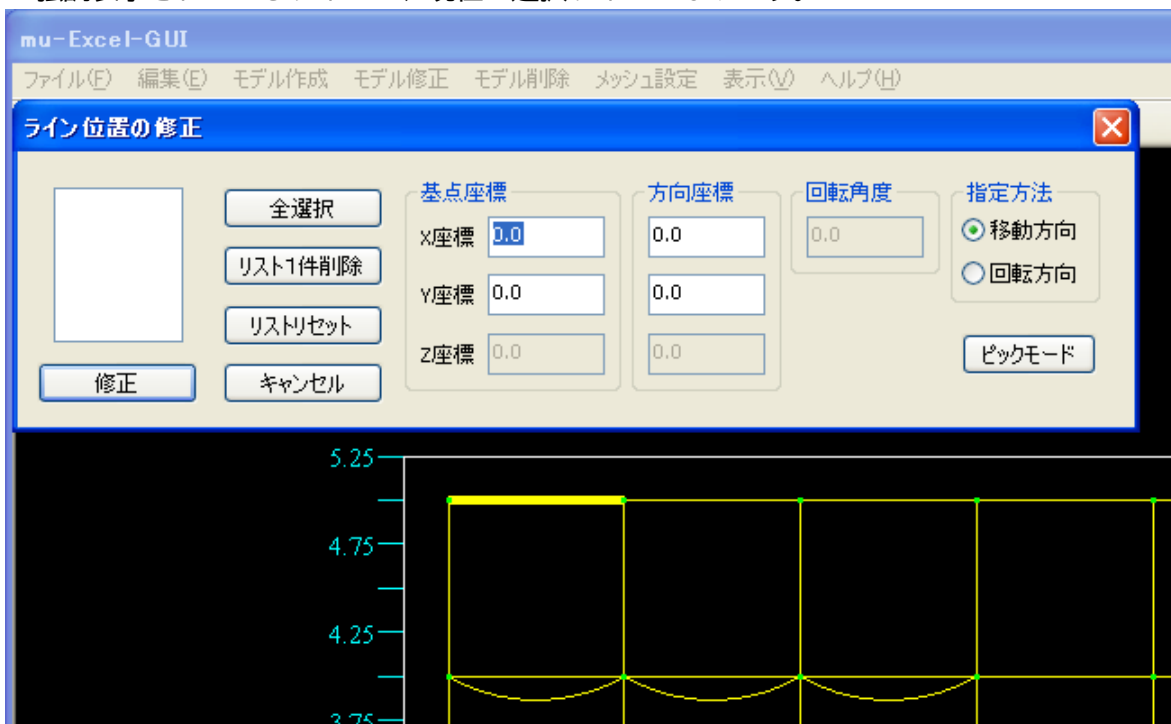 mu-Excel-GUI
ファイル(F) 編集(E) モデル作成 モデル修正 モデル削除 メッシュ設定 表示(V) ヘルプ(H)
ライン位置の修正
全選択
リスト1件削除
リストリセット
修正
キャンセル
基点座標
X座標 0.0
Y座標 0.0
Z座標 0.0
方向座標
0.0
0.0
0.0
回転角度
0.0
指定方法
移動方向
回転方向
ピックモード
5.25
4.75
4.25
3.75